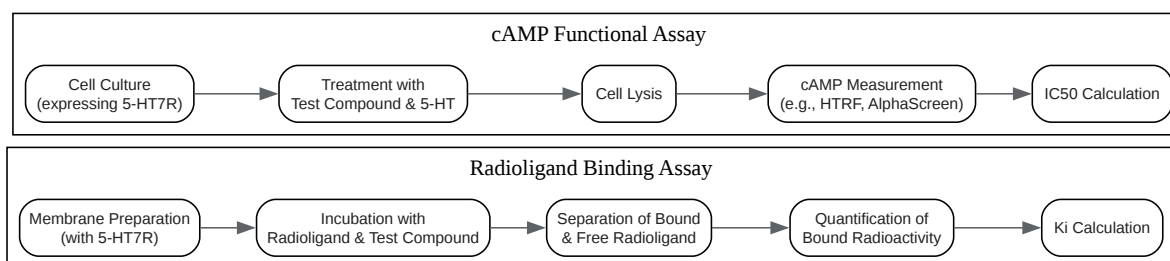 cAMP Functional Assay
Cell Culture
(expressing 5-HT7R)
Treatment with
Test Compound & 5-HT
Cell Lysis
cAMP Measurement
(e.g., HTRF, AlphaScreen)
IC50 Calculation
Radioligand Binding Assay
Membrane Preparation
(with 5-HT7R)
Incubation with
Radioligand & Test Compound
Separation of Bound
& Free Radioligand
Quantification of
Bound Radioactivity
Ki Calculation